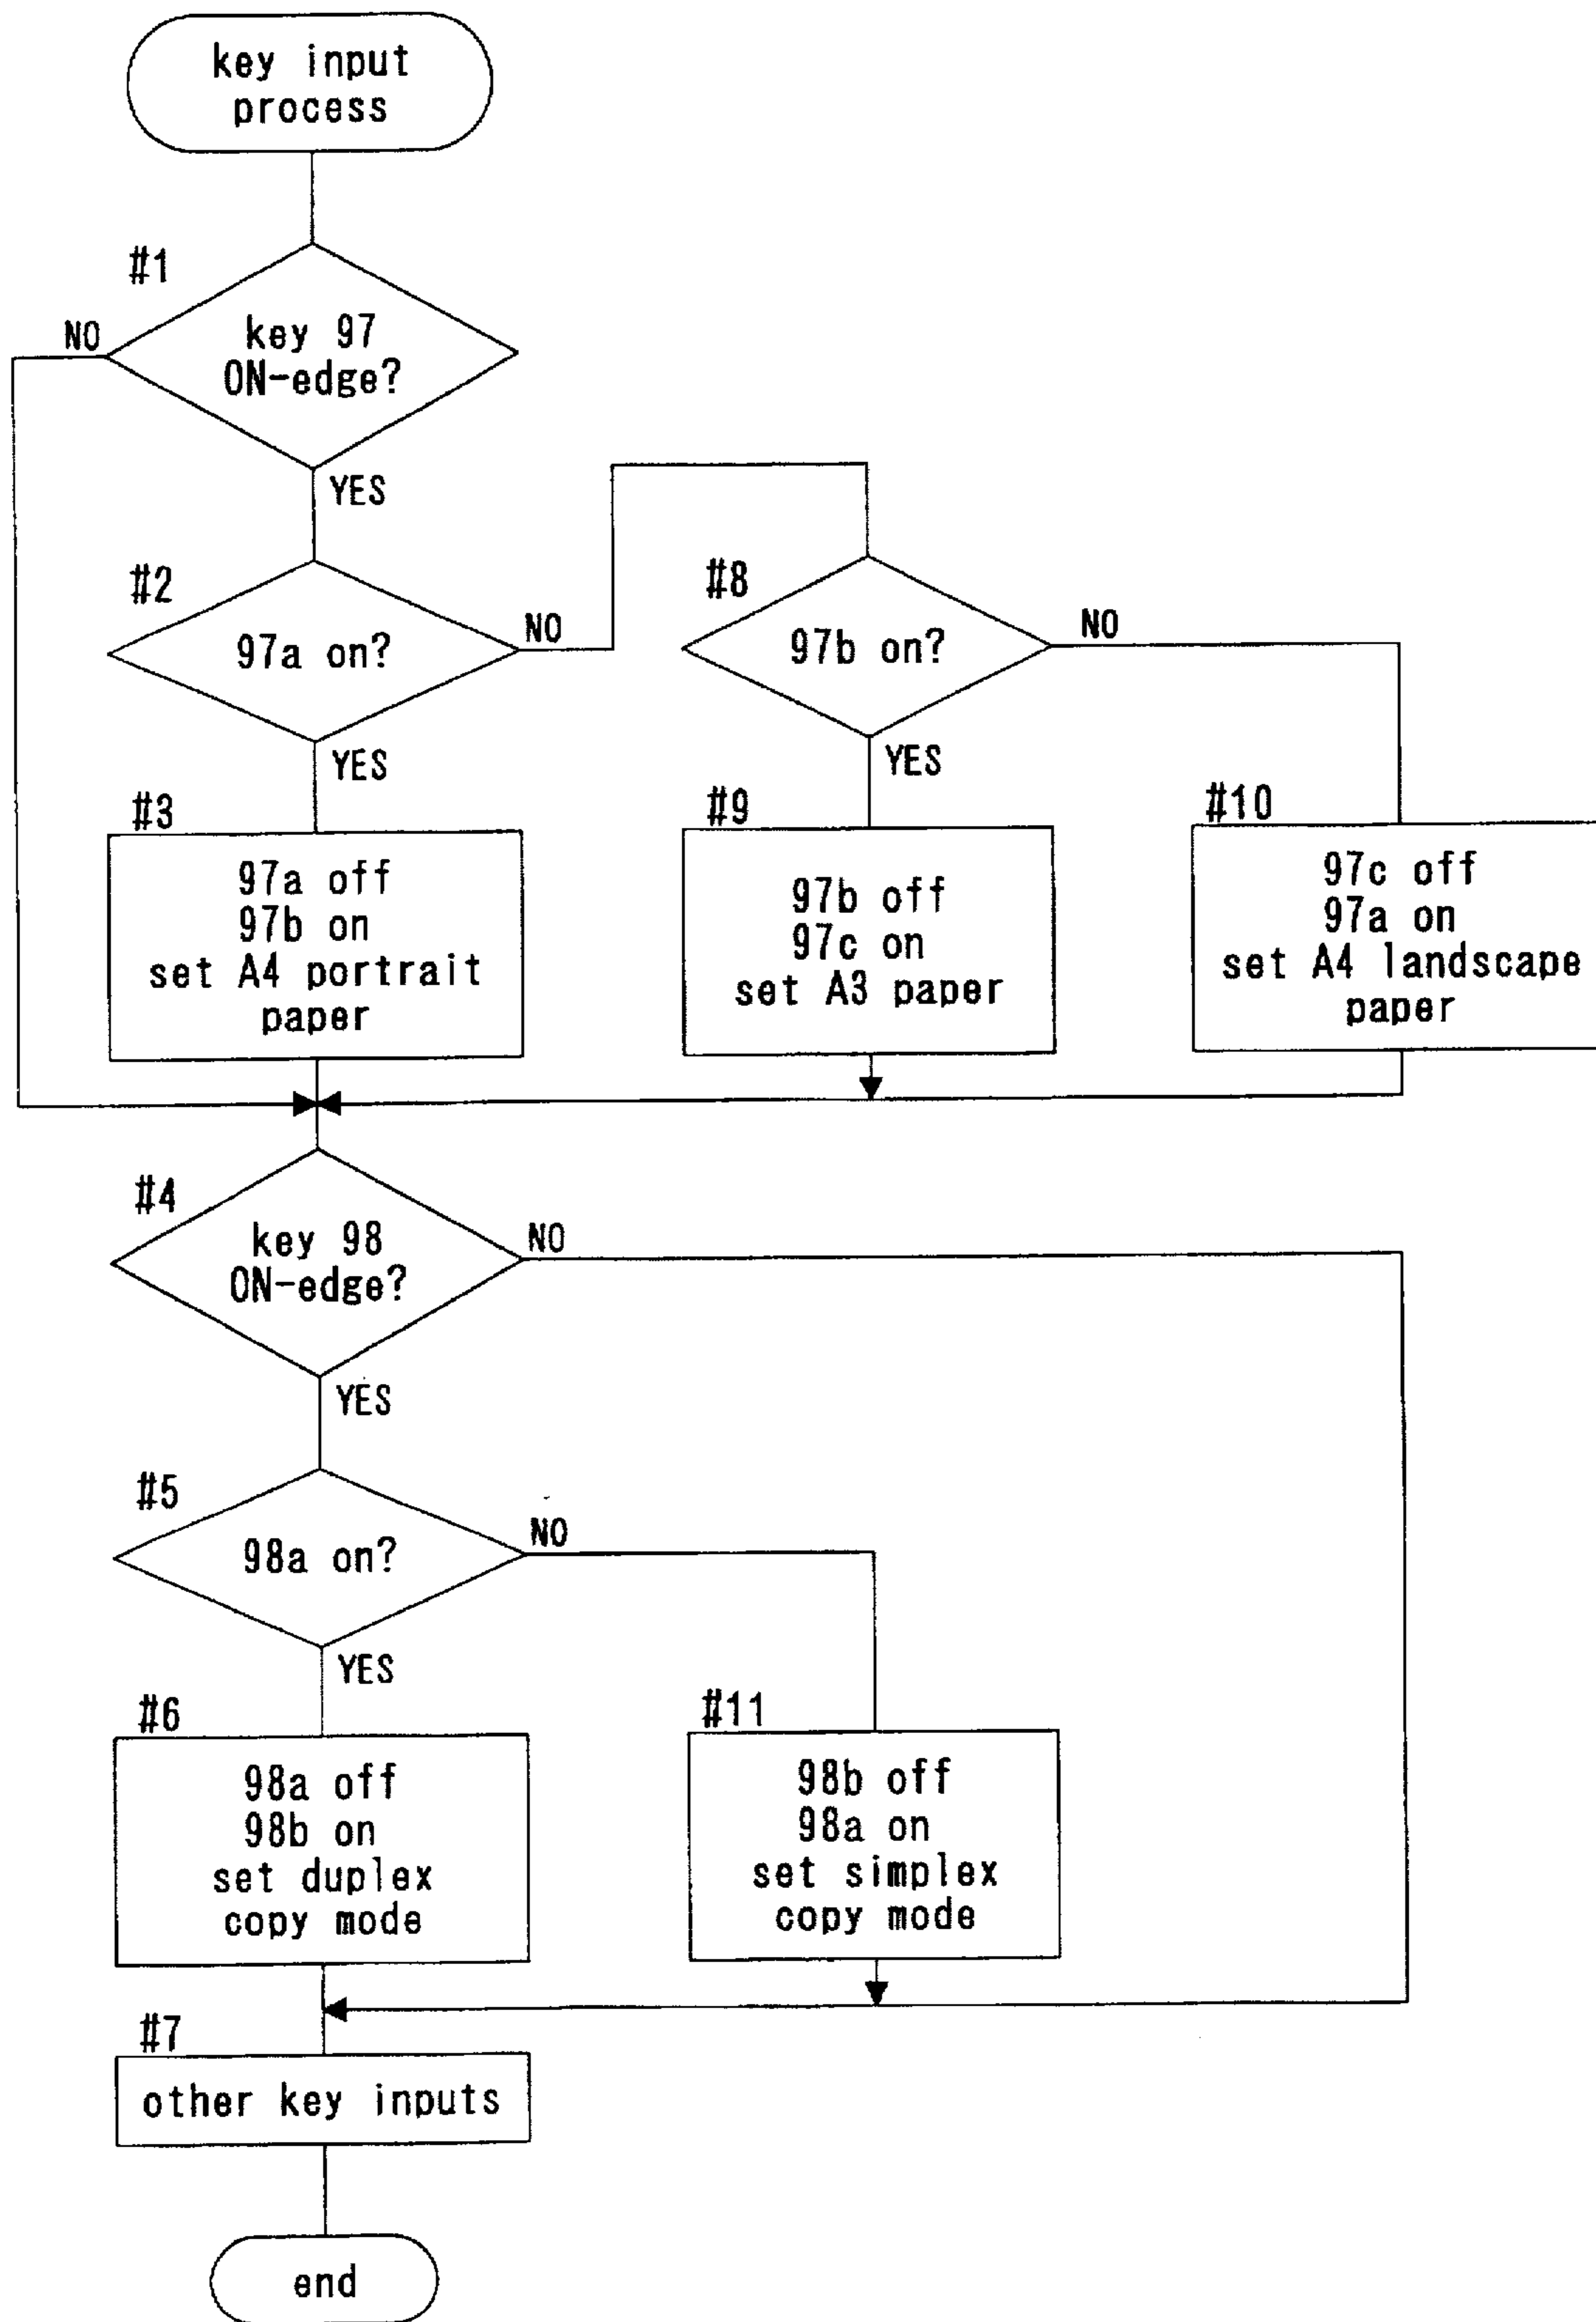 key input
process
#1
NO
key 97
ON-edge?
YES
#2
97a on?
NO
#8
97b on?
NO
YES
YES
#3
97a off
97b on
set A4 portrait
paper
#9
97b off
97c on
set A3 paper
#10
97c off
97a on
set A4 landscape
paper
#4
key 98
ON-edge?
NO
YES
#5
98a on?
NO
YES
#6
98a off
98b on
set duplex
copy mode
#11
98b off
98a on
set simplex
copy mode
#7
other key inputs
end